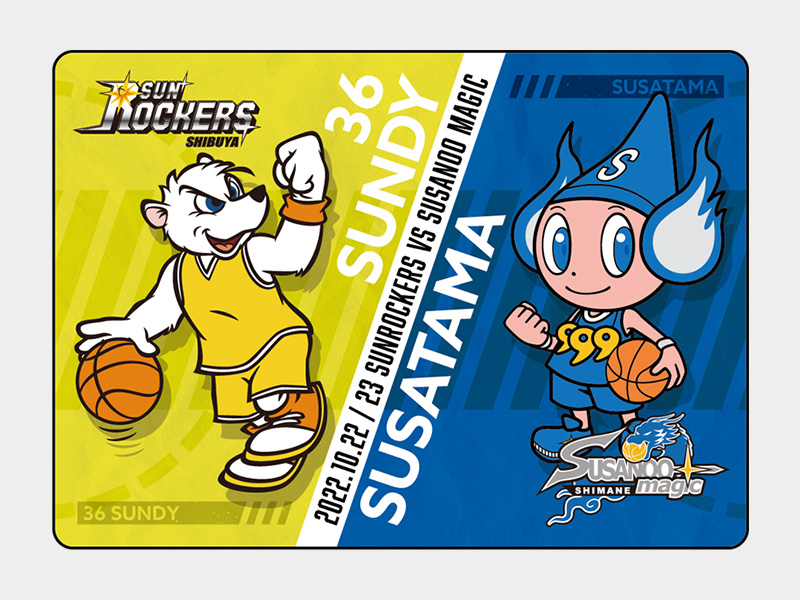 SUN
ROCKERS
SHIBUYA
36
SUNDY
36 SUNDY
2022.10.22 / 23 SUNROCKERS VS SUSANOO MAGIC
SUSATAMA
SUSATAMA
S
999
SUSANOO
SHIMANE magic